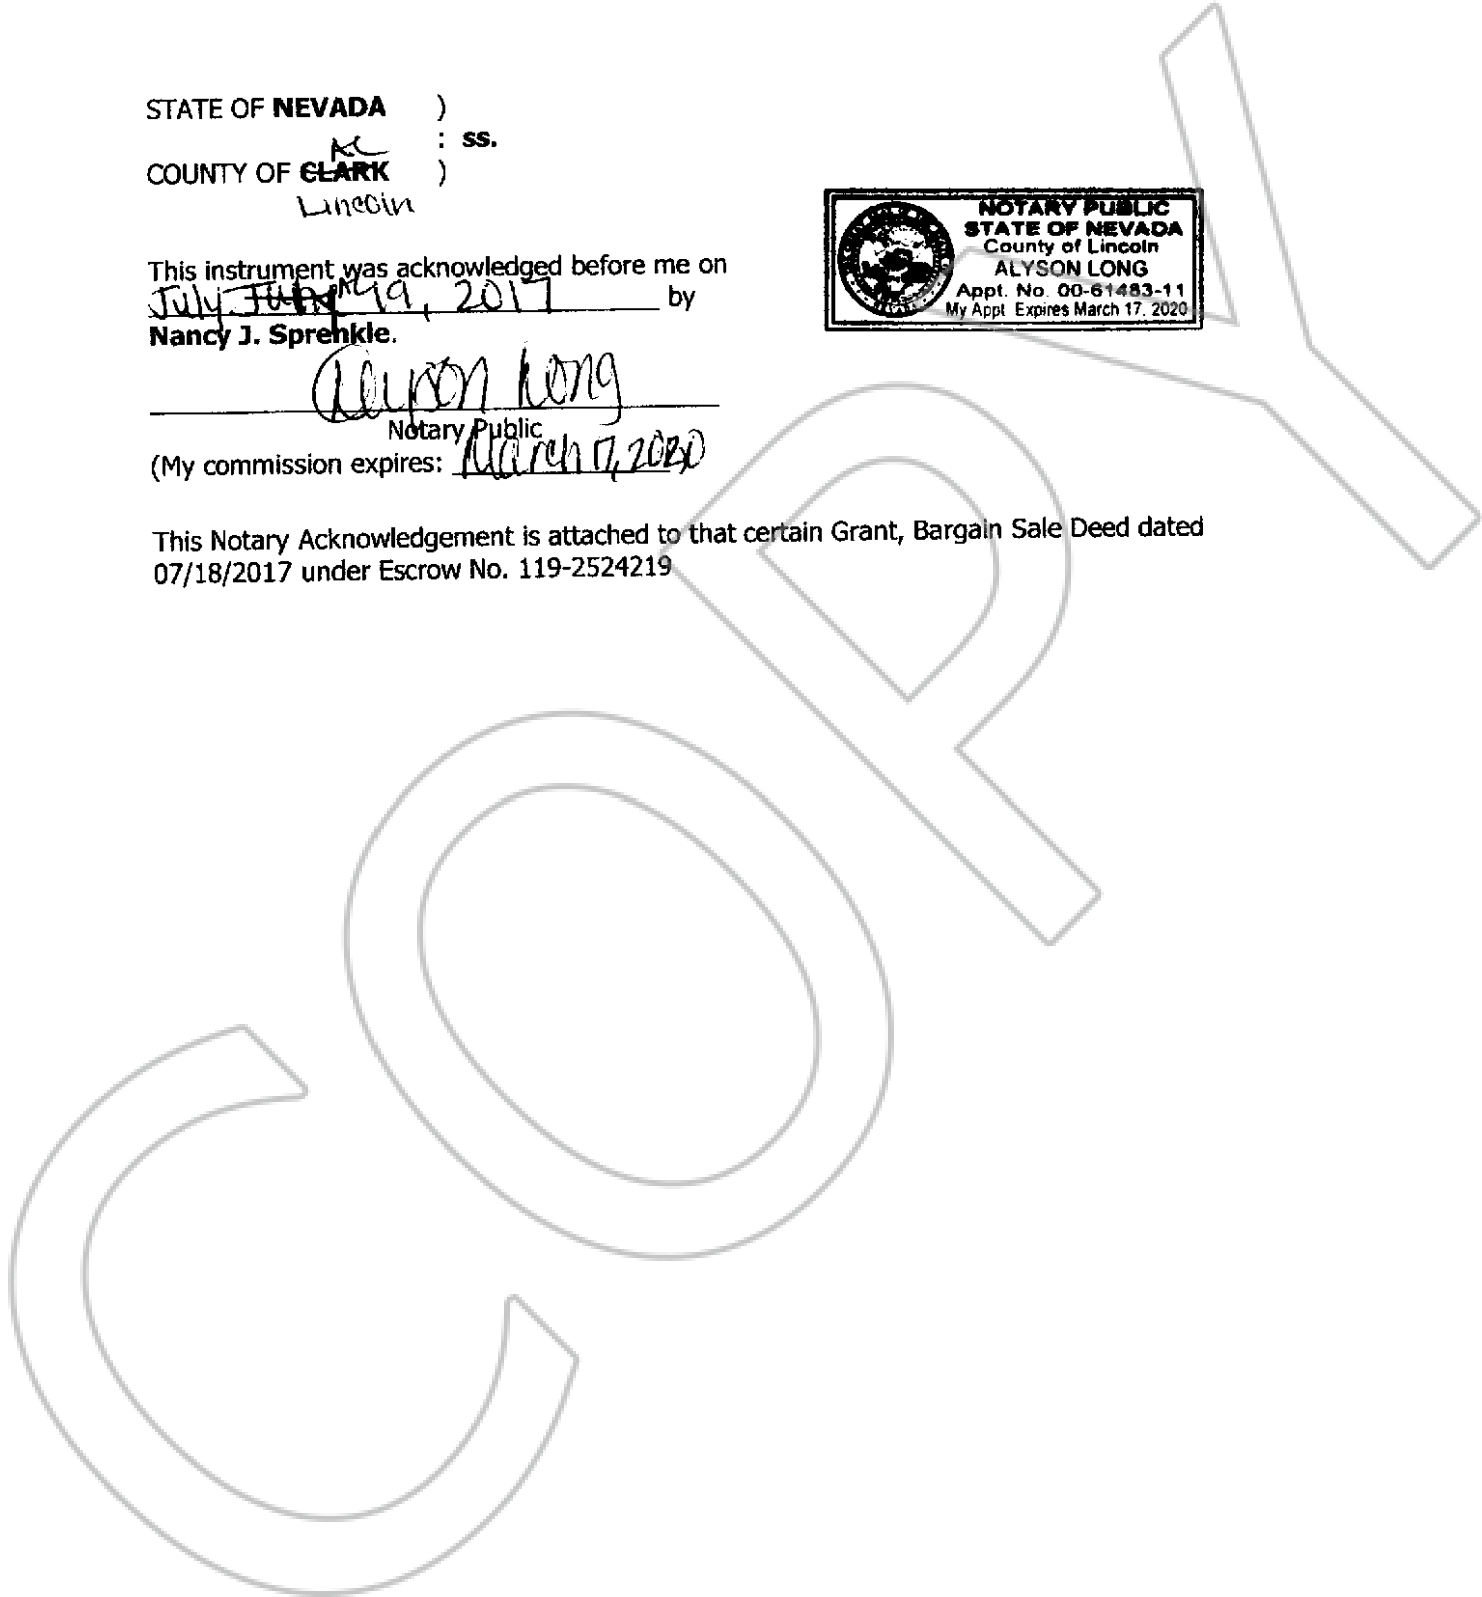 STATE OF NEVADA )
: ss.
COUNTY OF CLARK )
Lincoln
NOTARY PUBLIC
STATE OF NEVADA
County of Lincoln
ALYSON LONG
Appt. No. 00-61483-11
My Appt Expires March 17, 2020
This instrument was acknowledged before me on
July June 19, 2017 by
Nancy J. Sprenkle.
Alyson Long
Notary Public
(My commission expires: March 17, 2020
This Notary Acknowledgement is attached to that certain Grant, Bargain Sale Deed dated
07/18/2017 under Escrow No. 119-2524219
COPY